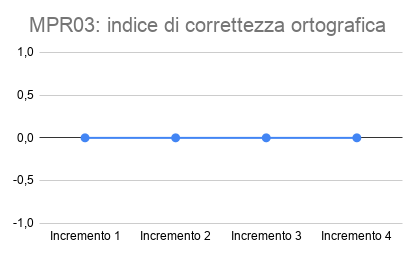 MPR03: indice di correttezza ortografica
1,0
0,5
0,0
-0,5
-1,0
Incremento 1 Incremento 2 Incremento 3 Incremento 4